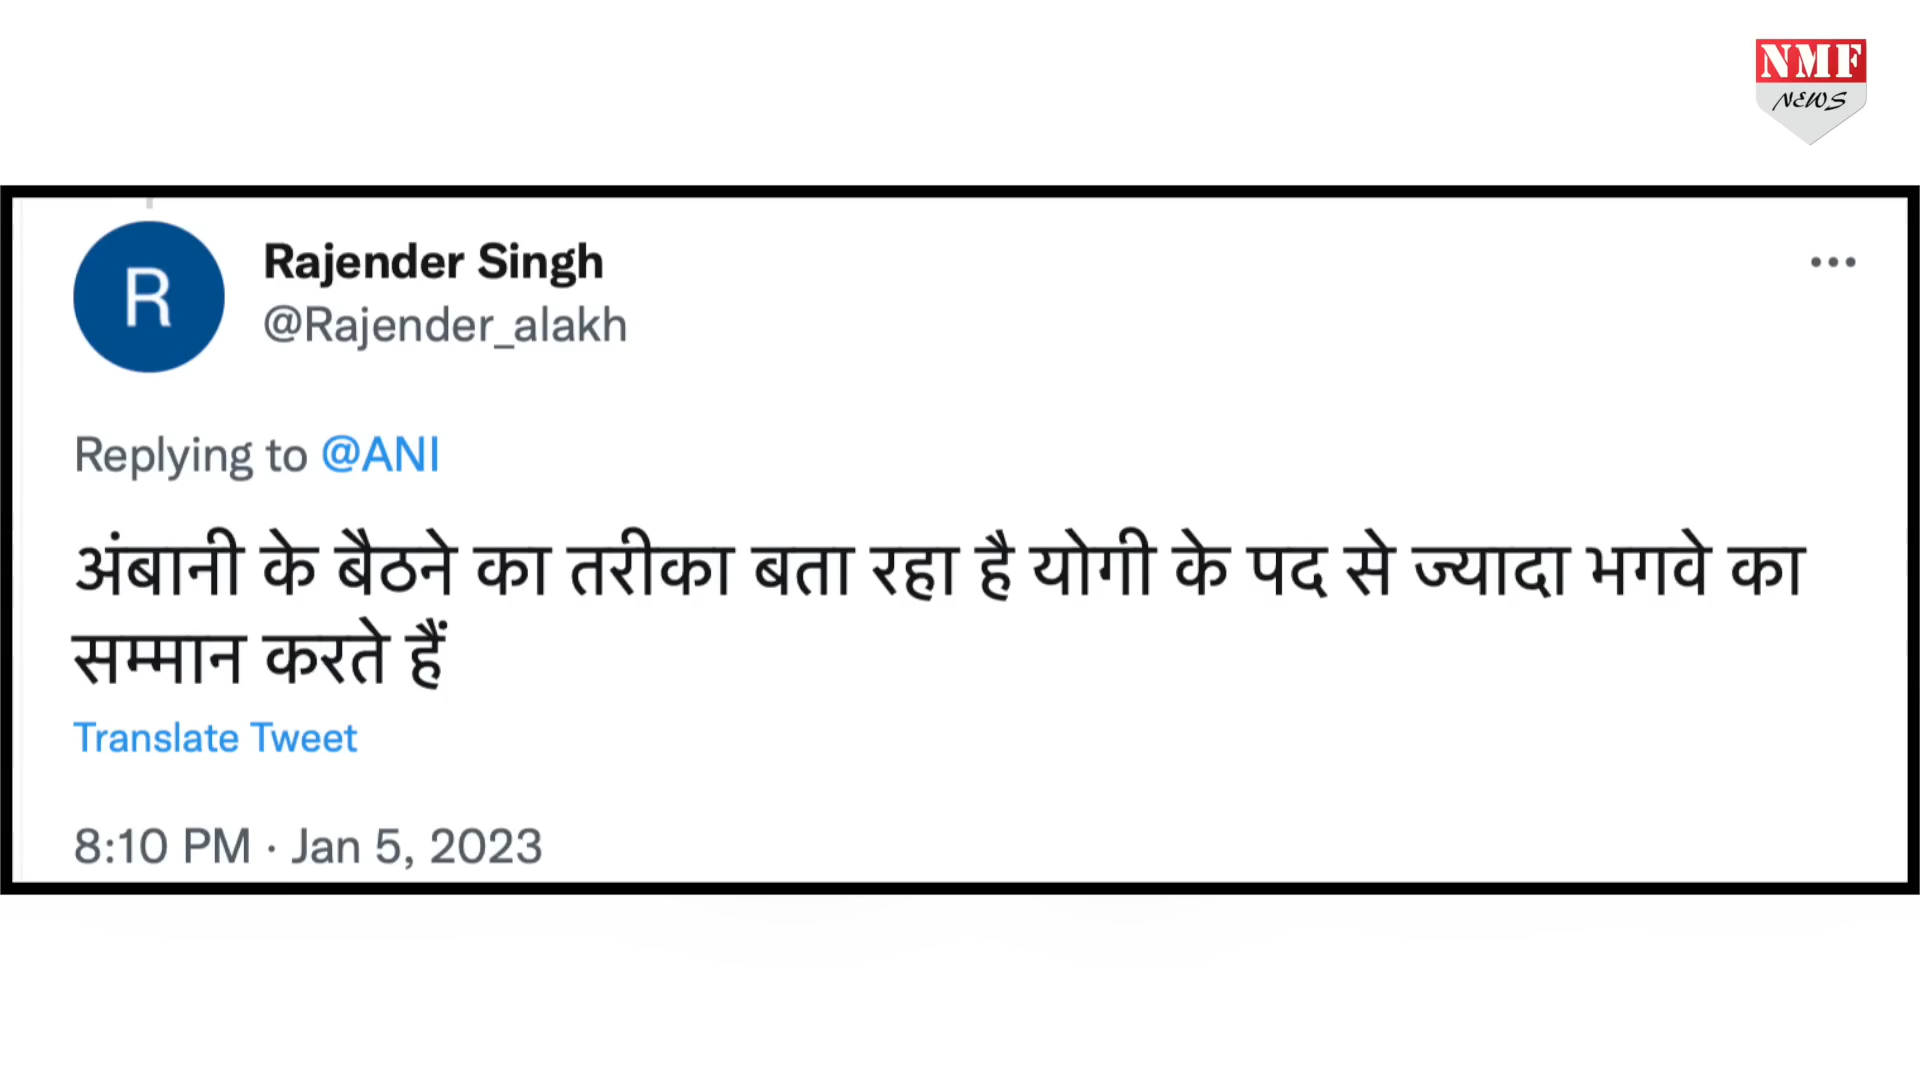 NMF
NEWS
R
Rajender Singh
@Rajender_alakh
Replying to @ANI
अंबानी के बैठने का तरीका बता रहा है योगी के पद से ज्यादा भगवे का
सम्मान करते हैं
Translate Tweet
8:10 PM · Jan 5, 2023